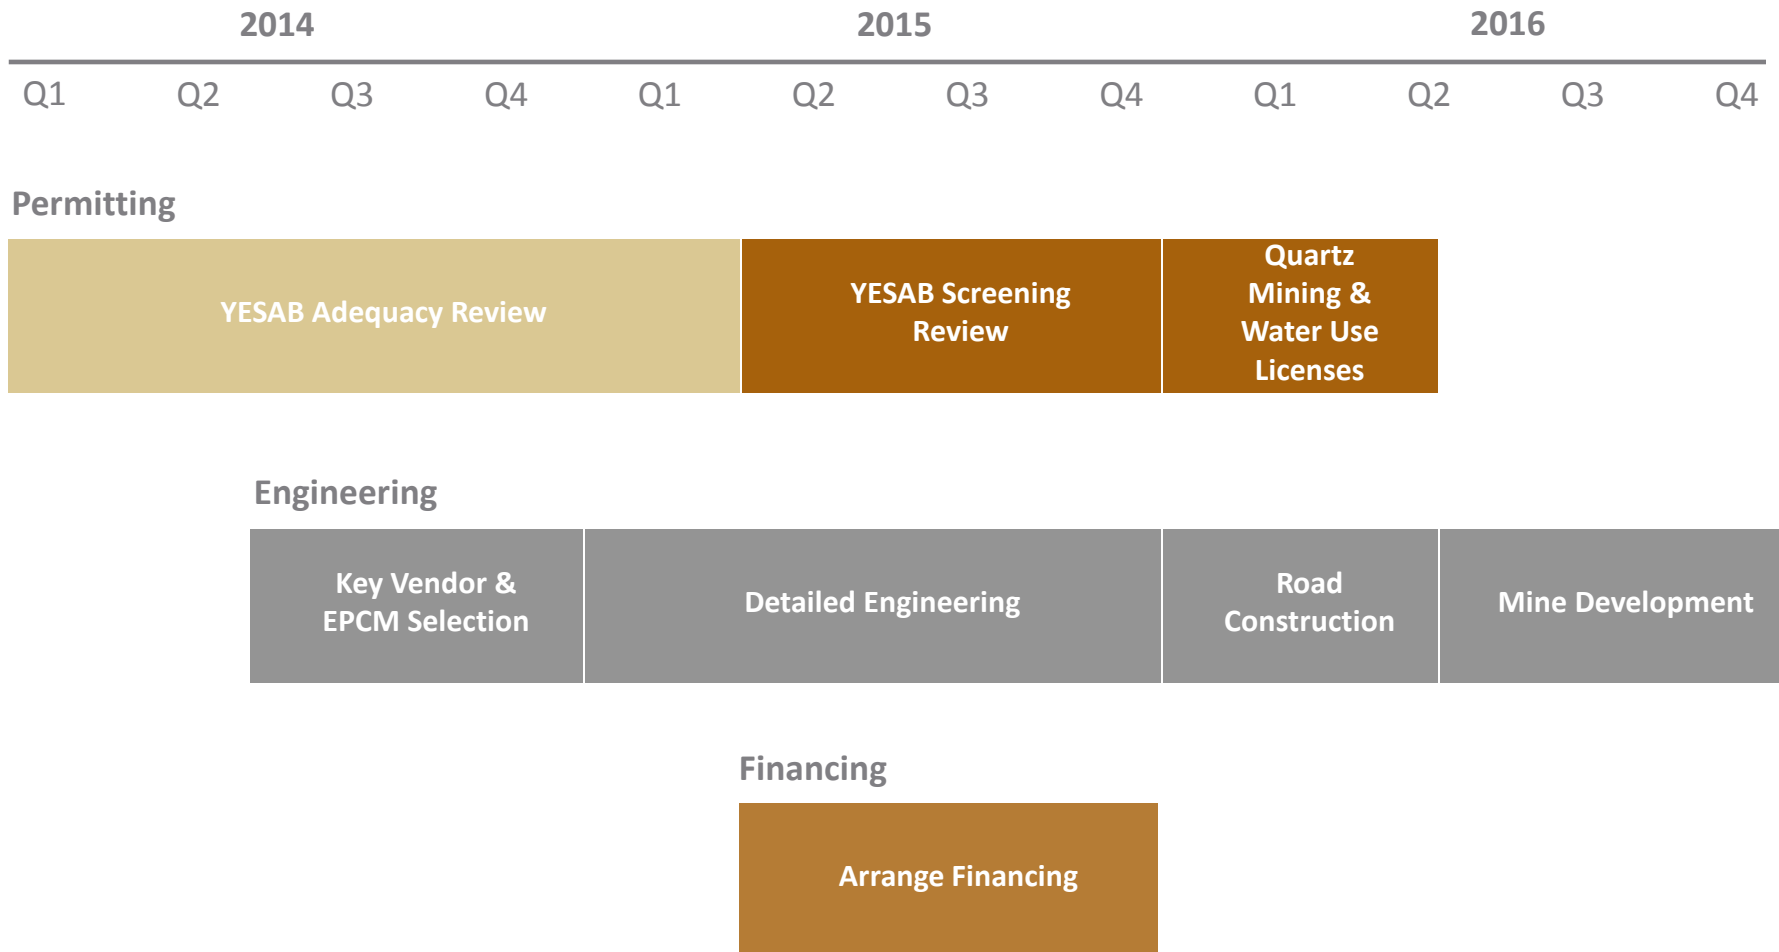 2014 2015 2016
Q1 Q2 Q3 Q4 Q1 Q2 Q3 Q4 Q1 Q2 Q3 Q4
Permitting
YESAB Adequacy Review
YESAB Screening
Review
Quartz
Mining &
Water Use
Licenses
Engineering
Key Vendor &
EPCM Selection
Detailed Engineering
Road
Construction
Mine Development
Financing
Arrange Financing